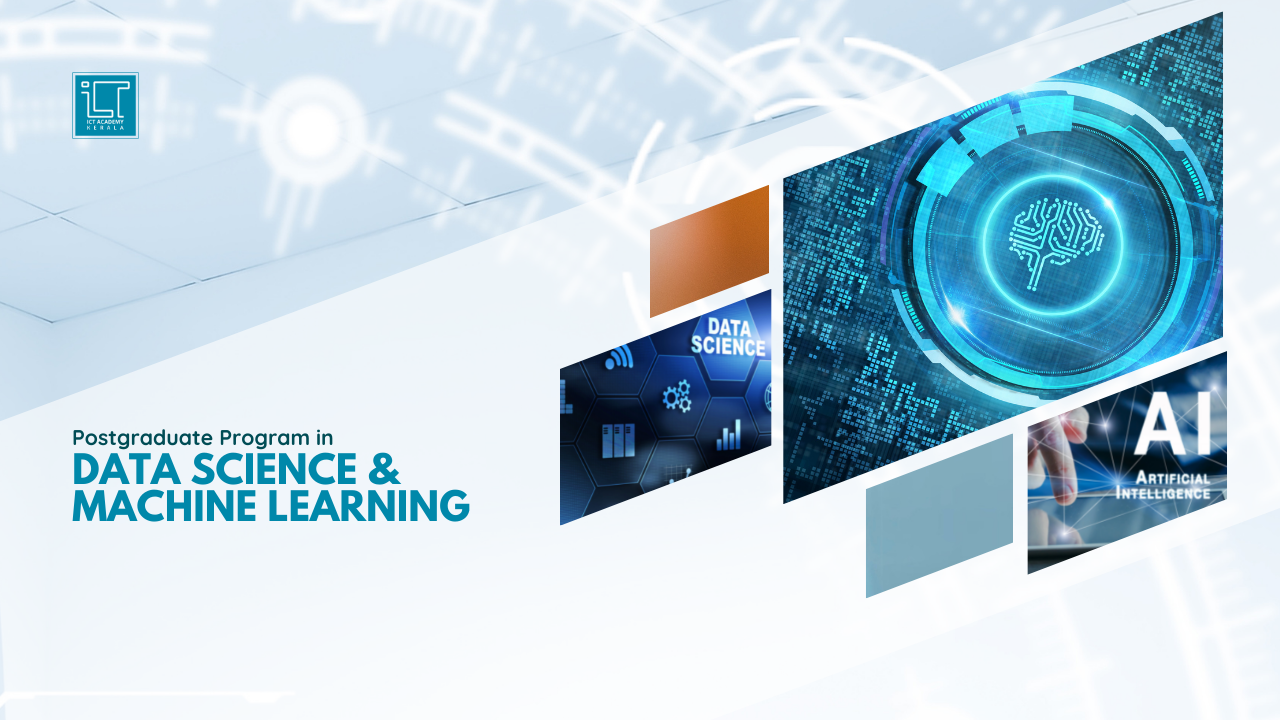 ICT
ICT ACADEMY
KERALA
Postgraduate Program in
DATA SCIENCE &
MACHINE LEARNING
DATA
SCIENCE
AI
ARTIFICIAL
INTELLIGENCE